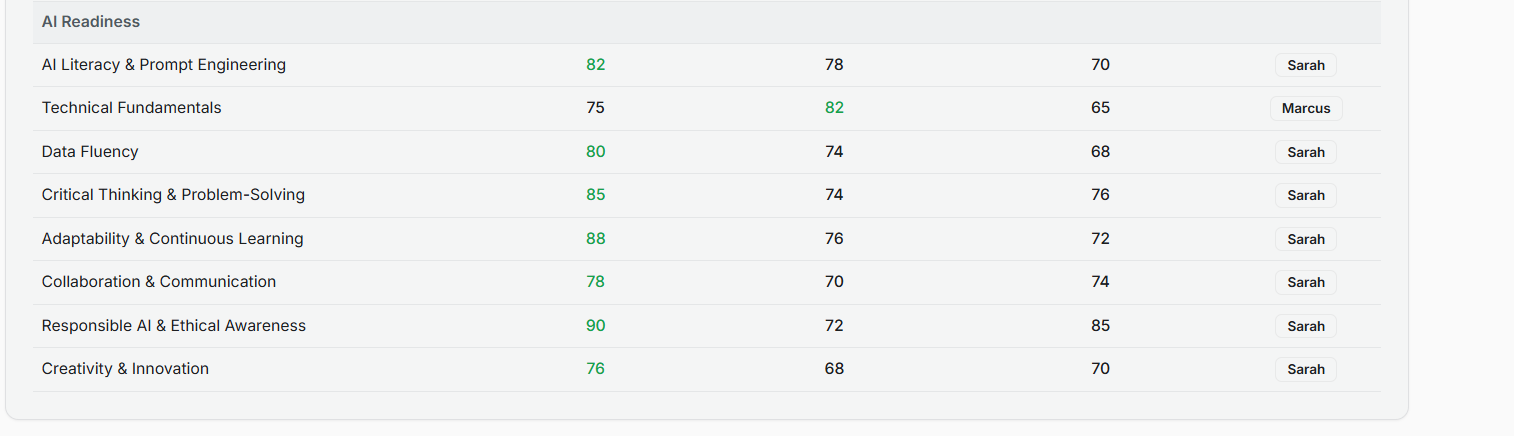 AI Readiness
AI Literacy & Prompt Engineering 82 78 70 Sarah
Technical Fundamentals 75 82 65 Marcus
Data Fluency 80 74 68 Sarah
Critical Thinking & Problem-Solving 85 74 76 Sarah
Adaptability & Continuous Learning 88 76 72 Sarah
Collaboration & Communication 78 70 74 Sarah
Responsible AI & Ethical Awareness 90 72 85 Sarah
Creativity & Innovation 76 68 70 Sarah